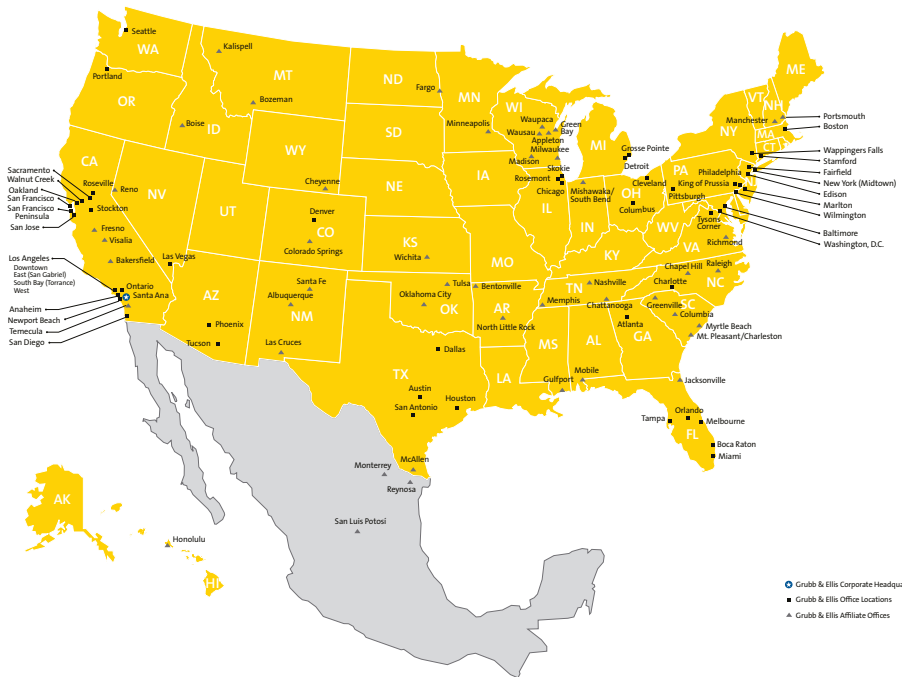 Seattle
WA
Kalispell
Portland
MT
ND
ME
OR
Bozeman
Fargo
MN
VT
NH
Boise
ID
Minneapolis
WI
Waupaca
Green
Bay
Wausau
Appleton
Milwaukee
Madison
MI
NY
Manchester
MA
CT
Portsmouth
Boston
Wappingers Falls
Stamford
Fairfield
New York (Midtown)
Edison
Marlton
Wilmington
Baltimore
Washington, D.C.
SD
WY
CA
Sacramento
Walnut Creek
Oakland
San Francisco
San Francisco
Peninsula
San Jose
Roseville
Reno
Stockton
NV
Fresno
Visalia
Bakersfield
UT
Cheyenne
NE
IA
Skokie
Rosemont
Chicago
Mishawaka/
South Bend
Grosse Pointe
Detroit
Cleveland
OH
Columbus
PA
Philadelphia
King of Prussia
Pittsburgh
Tysons
Corner
WV
VA
Richmond
Denver
CO
Colorado Springs
KS
Wichita
MO
IL
IN
KY
Los Angeles
Downtown
East (San Gabriel)
South Bay (Torrance)
West
Anaheim
Newport Beach
Temecula
San Diego
Ontario
Santa Ana
Las Vegas
AZ
Phoenix
Tucson
Santa Fe
Albuquerque
NM
Las Cruces
Oklahoma City
OK
Tulsa
Bentonville
AR
North Little Rock
TN
Nashville
Memphis
Chattanooga
Chapel Hill
Raleigh
NC
Charlotte
Greenville
SC
Columbia
Myrtle Beach
Mt. Pleasant/Charleston
Atlanta
GA
AL
MS
LA
TX
Dallas
Austin
Houston
San Antonio
McAllen
Monterrey
Reynosa
San Luis Potosí
Gulfport
Mobile
Jacksonville
Tampa
Orlando
Melbourne
FL
Boca Raton
Miami
AK
Honolulu
HI
Grubb & Ellis Corporate Headqua
Grubb & Ellis Office Locations
Grubb & Ellis Affiliate Offices